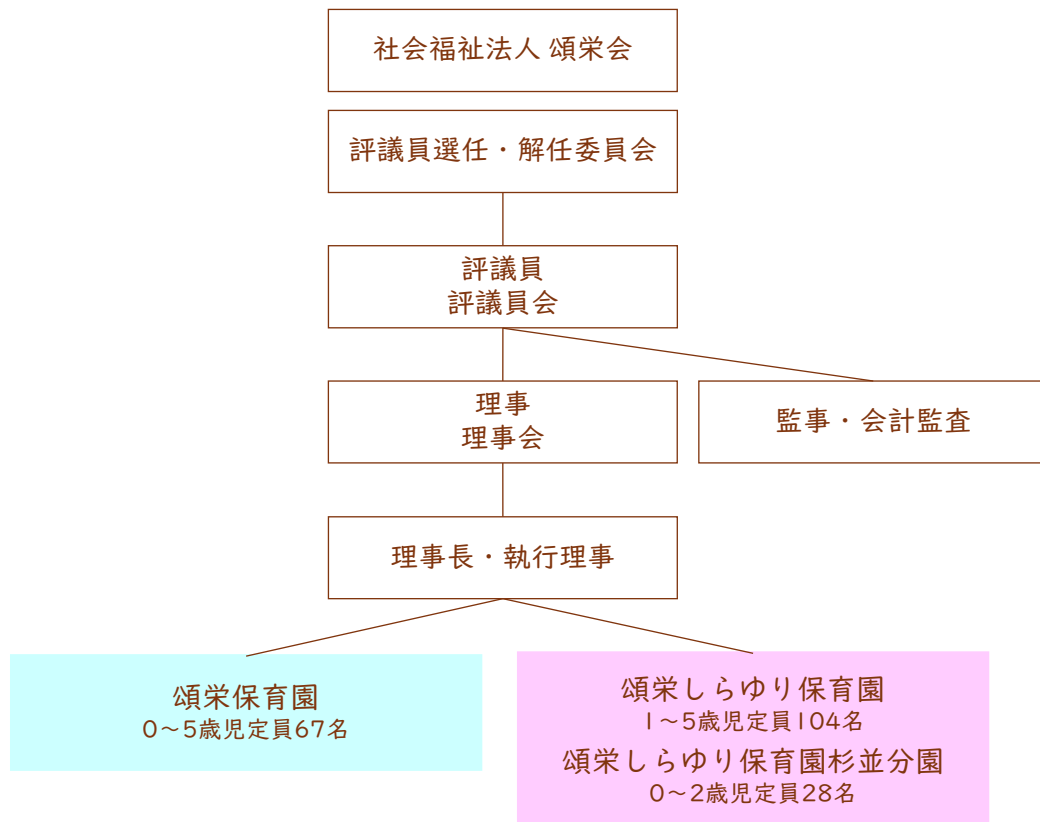 社会福祉法人 頌栄会
評議員選任・解任委員会
評議員
評議員会
理事
理事会
監事・会計監査
理事長・執行理事
頌栄保育園
0〜5歳児定員67名
頌栄しらゆり保育園
1〜5歳児定員104名
頌栄しらゆり保育園杉並分園
0〜2歳児定員28名